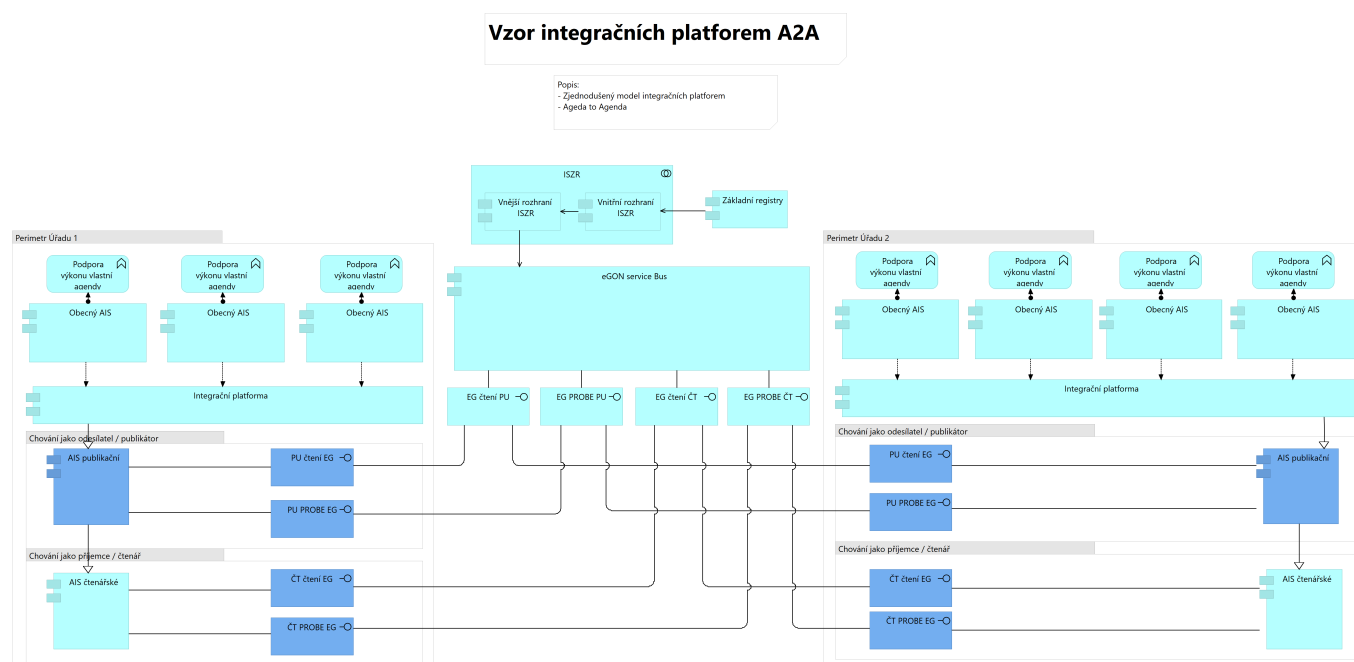 Vzor integračních platforem A2A
Popis:
- Zjednodušený model integračních platforem
- Ageda to Agenda
ISZR
Vnější rozhraní
ISZR
Vnitřní rozhraní
ISZR
Základní registry
Perimetr Úřadu 1
Podpora
výkonu vlastní
agendy
Podpora
výkonu vlastní
agendy
Podpora
výkonu vlastní
agendy
Obecný AIS
Obecný AIS
Obecný AIS
Integrační platforma
Chování jako odesílatel / publikátor
AIS publikační
PU čtení EG
PU PROBE EG
Chování jako příjemce / čtenář
AIS čtenářské
ČT čtení EG
ČT PROBE EG
eGON service Bus
EG čtení PU
EG PROBE PU
EG čtení ČT
EG PROBE ČT
Perimetr Úřadu 2
Podpora
výkonu vlastní
agendy
Podpora
výkonu vlastní
agendy
Podpora
výkonu vlastní
agendy
Podpora
výkonu vlastní
agendy
Obecný AIS
Obecný AIS
Obecný AIS
Obecný AIS
Integrační platforma
Chování jako odesílatel / publikátor
PU čtení EG
AIS publikační
PU PROBE EG
Chování jako příjemce / čtenář
ČT čtení EG
AIS čtenářské
ČT PROBE EG